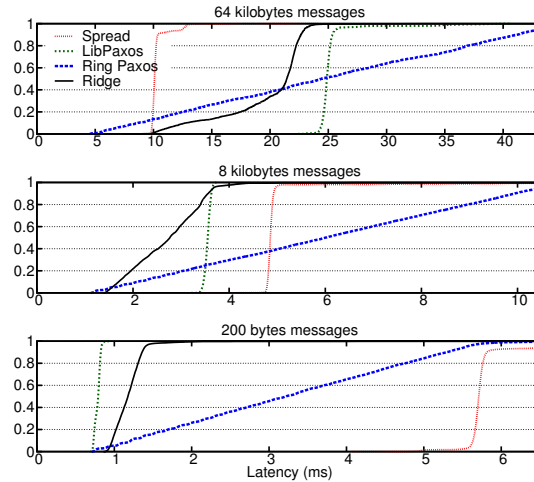 64 kilobytes messages
1
0.8
0.6
0.4
0.2
0
Spread
LibPaxos
Ring Paxos
Ridge
0 5 10 15 20 25 30 35 40
8 kilobytes messages
1
0.8
0.6
0.4
0.2
0
0 2 4 6 8 10
200 bytes messages
1
0.8
0.6
0.4
0.2
0
0 1 2 3 4 5 6
Latency (ms)